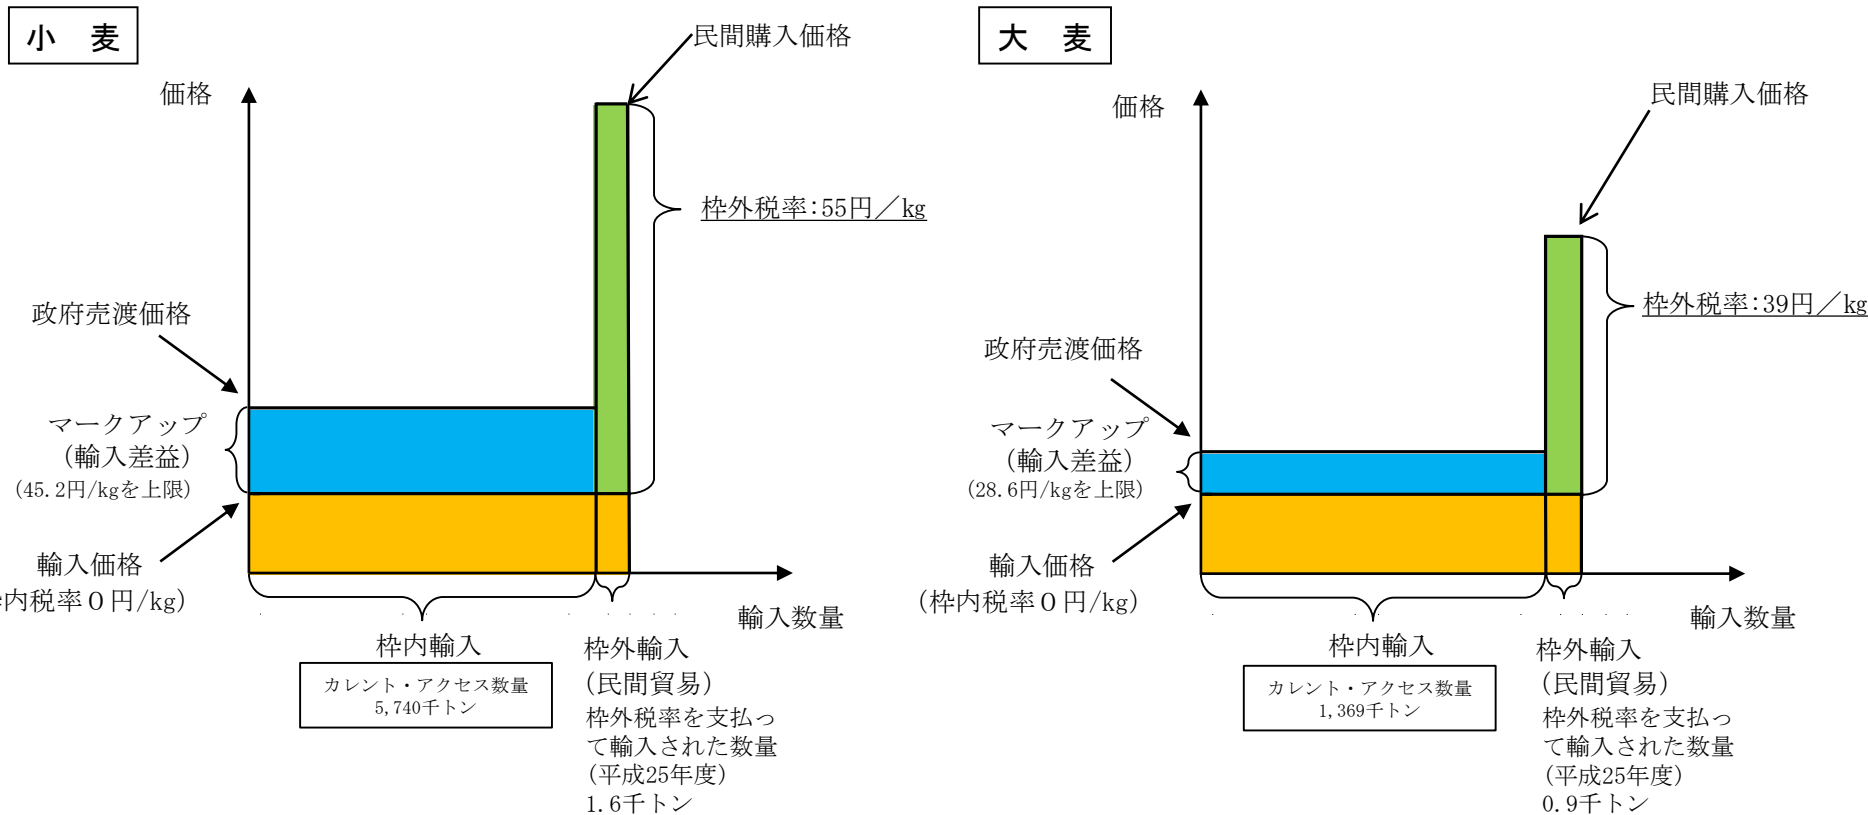 小　麦
民間購入価格
価格
枠外税率:55円／kg
政府売渡価格
マークアップ
(輸入差益)
(45.2円/kgを上限)
輸入価格
内税率０円/kg)
輸入数量
枠内輸入
カレント・アクセス数量
5,740千トン
枠外輸入
(民間貿易)
枠外税率を支払っ
て輸入された数量
(平成25年度)
1.6千トン
大　麦
民間購入価格
価格
枠外税率:39円／kg
政府売渡価格
マークアップ
(輸入差益)
(28.6円/kgを上限)
輸入価格
(枠内税率０円/kg)
輸入数量
枠内輸入
カレント・アクセス数量
1,369千トン
枠外輸入
(民間貿易)
枠外税率を支払っ
て輸入された数量
(平成25年度)
0.9千トン